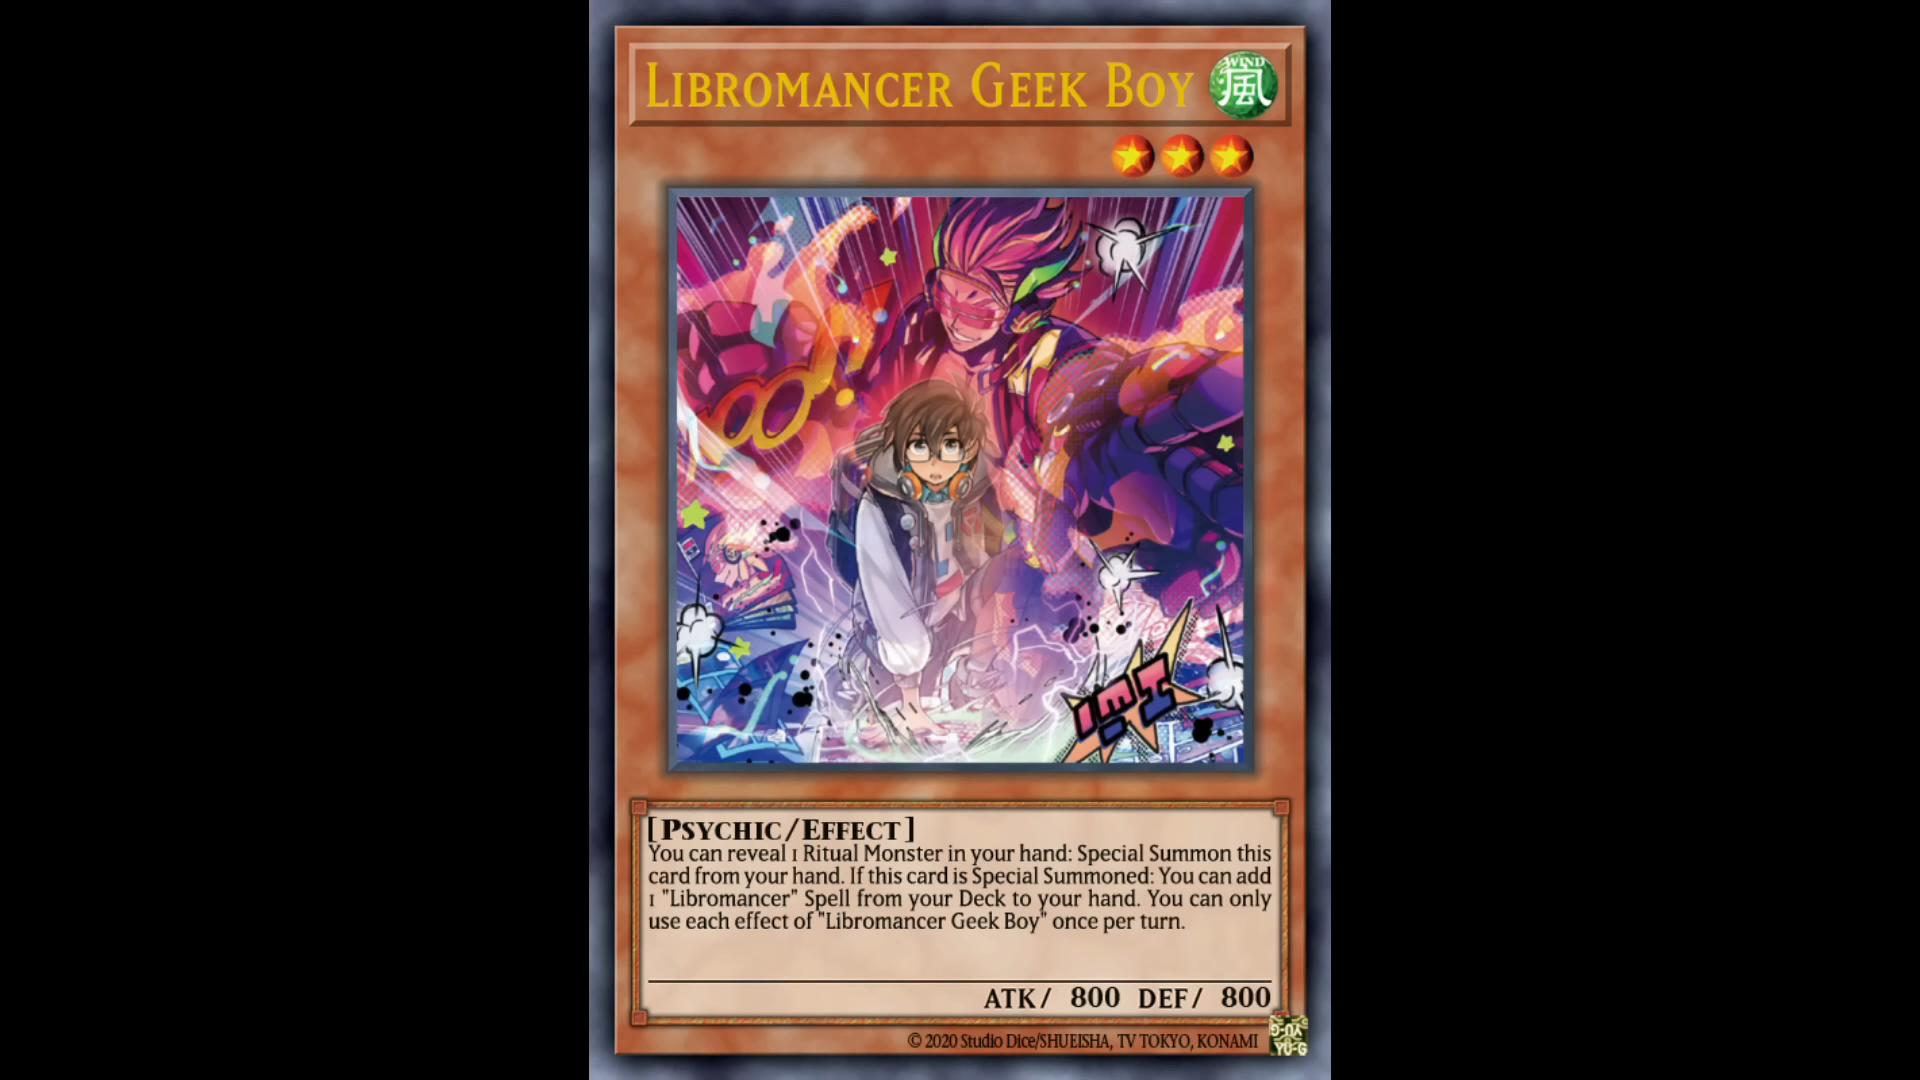 LIBROMANCER GEEK BOY
WIND
風
[PSYCHIC/EFFECT]
You can reveal 1 Ritual Monster in your hand: Special Summon this
card from your hand. If this card is Special Summoned: You can add
1 "Libromancer" Spell from your Deck to your hand. You can only
use each effect of "Libromancer Geek Boy" once per turn.
ATK/ 800 DEF/ 800
© 2020 Studio Dice/SHUEISHA, TV TOKYO, KONAMI
YU-G